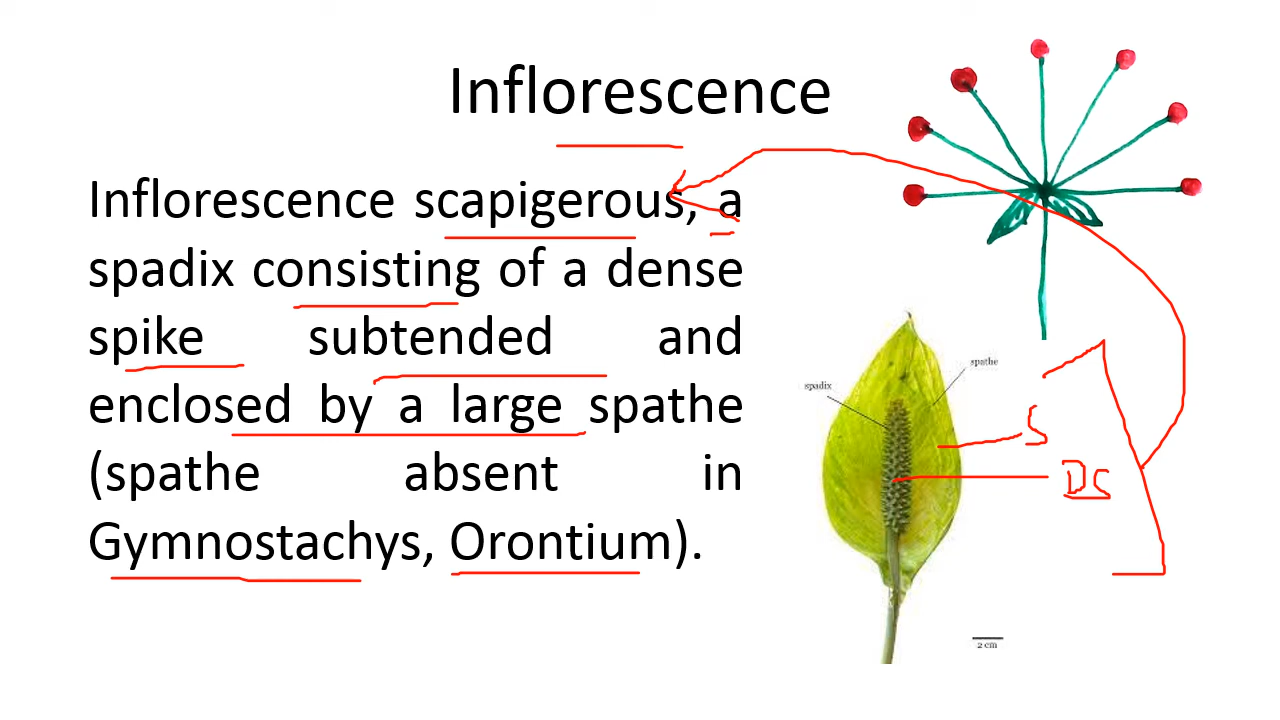 Inflorescence
Inflorescence scapigerous, a
spadix consisting of a dense
spike subtended and
enclosed by a large spathe
(spathe absent in
Gymnostachys, Orontium).
spadix
spathe
S
DS
2 cm